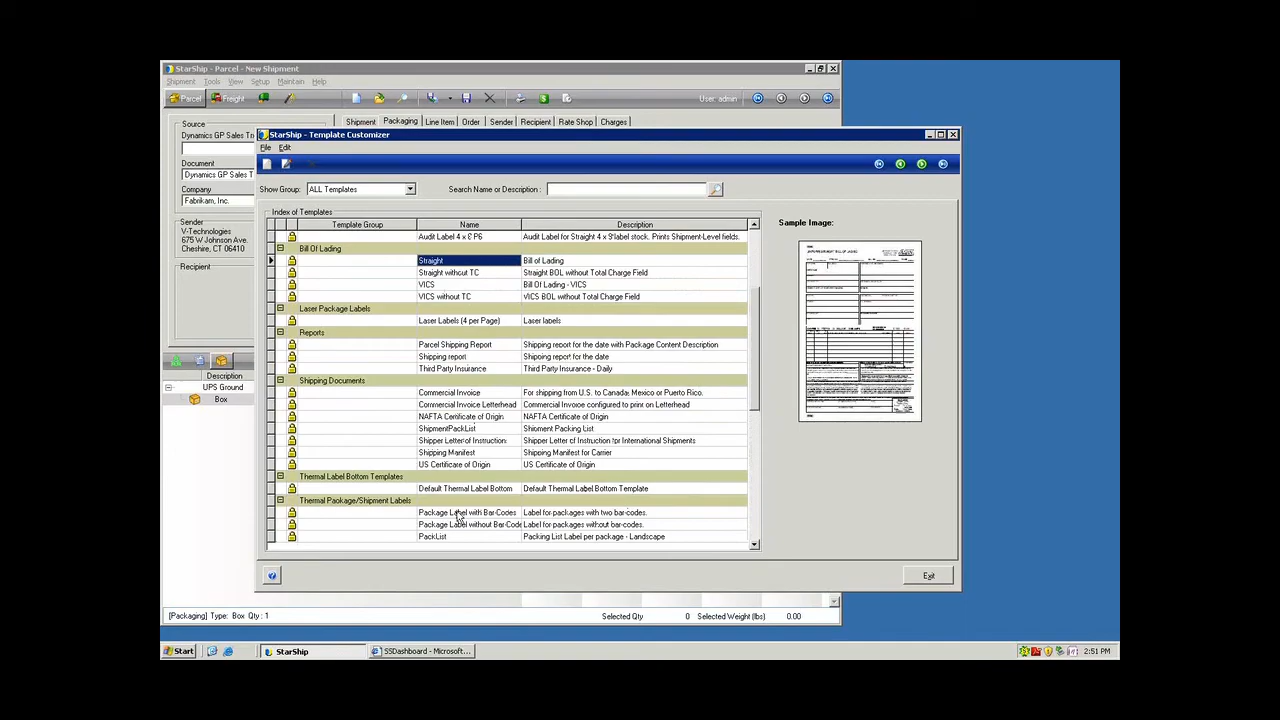 StarShip - Parcel - New Shipment
Shipment Tools View Setup Maintain Help
Parcel Freight User: admin
Source
Dynamics GP Sales Tr
Document
Dynamics GP Sales T
Company
Fabrikam, Inc.
Sender
V-Technologies
675 W Johnson Ave.
Cheshire, CT 06410
Recipient
Shipment Packaging Line Item Order Sender Recipient Rate Shop Charges
Description
UPS Ground
Box
StarShip - Template Customizer
File Edit
Show Group: ALL Templates Search Name or Description :
Index of Templates
Template Group Name Description
Audit Label for Straight 4 x 9 label stock. Prints Shipment-Level fields.
Bill Of Lading
Straight Bill of Lading
Straight without TC Straight BOL without Total Charge Field
VICS Bill Of Lading - VICS
VICS without TC VICS BOL without Total Charge Field
Laser Package Labels
Laser Labels (4 per Page) Laser labels
Reports
Parcel Shipping Report Shipping report for the date with Package Content Description
Shipping report Shipping report for the date
Third Party Insurance Third Party Insurance - Daily
Shipping Documents
Commercial Invoice For shipping from U.S. to Canada, Mexico or Puerto Rico.
Commercial Invoice Letterhead Commercial Invoice configured to print on Letterhead
NAFTA Certificate of Origin NAFTA Certificate of Origin
ShipmentPackList Shipment Packing List
Shipper Letter of Instruction Shipper Letter of Instruction for International Shipments
Shipping Manifest Shipping Manifest for Carrier
US Certificate of Origin US Certificate of Origin
Thermal Label Bottom Templates
Default Thermal Label Bottom Default Thermal Label Bottom Template
Thermal Package/Shipment Labels
Package Label with Bar-Codes Label for packages with two bar-codes.
Package Label without Bar-Code Label for packages without bar-codes.
PackList Packing List Label per package - Landscape
Sample Image:
Exit
[Packaging] Type: Box Qty : 1 Selected Qty 0 Selected Weight (lbs) 0.00
Start StarShip SSDashboard - Microsoft... 2:51 PM